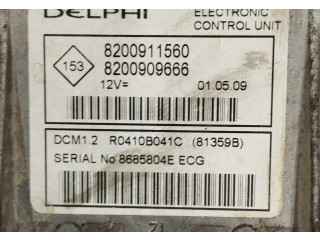 DELPHI
ELECTRONIC
CONTROL UNIT
153
8200911560
8200909666
12V=
01.05.09
DCM1.2 R0410B041C (81359B)
SERIAL No 8685804E ECG